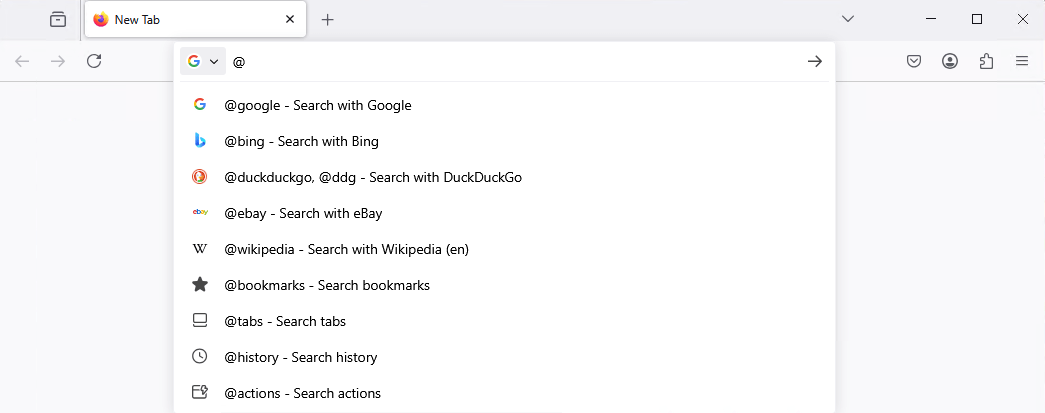 New Tab
@
@google - Search with Google
@bing - Search with Bing
@duckduckgo, @ddg - Search with DuckDuckGo
ebay @ebay - Search with eBay
W @wikipedia - Search with Wikipedia (en)
@bookmarks - Search bookmarks
@tabs - Search tabs
@history - Search history
@actions - Search actions